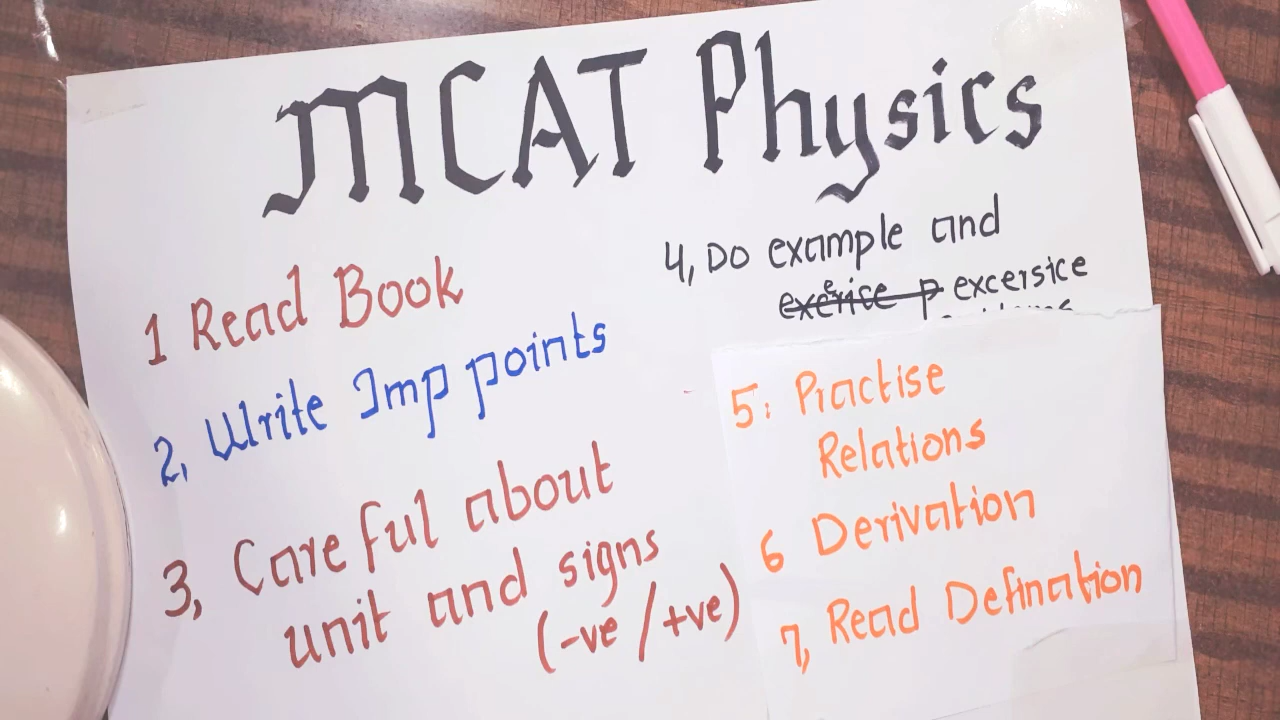 MCAT Physics
1 Read Book
2, Write Imp points
3, Careful about
unit and signs
(-ve/+ve)
4, Do example and
exerice p excersice
5: Practise
Relations
6 Derivation
7, Read Defination